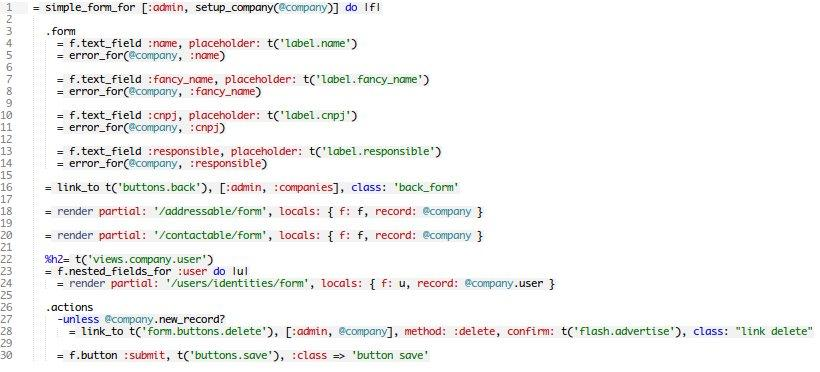 1 = simple_form_for [:admin, setup_company(@company)] do |f|
2
3 .form
4 = f.text_field :name, placeholder: t('label.name')
5 = error_for(@company, :name)
6
7 = f.text_field :fancy_name, placeholder: t('label.fancy_name')
8 = error_for(@company, :fancy_name)
9
10 = f.text_field :cnpj, placeholder: t('label.cnpj')
11 = error_for(@company, :cnpj)
12
13 = f.text_field :responsible, placeholder: t('label.responsible')
14 = error_for(@company, :responsible)
15
16 = link_to t('buttons.back'), [:admin, :companies], class: 'back_form'
17
18 = render partial: '/addressable/form', locals: { f: f, record: @company }
19
20 = render partial: '/contactable/form', locals: { f: f, record: @company }
21
22 %h2= t('views.company.user')
23 = f.nested_fields_for :user do |u|
24 = render partial: '/users/identities/form', locals: { f: u, record: @company.user }
25
26 .actions
27 -unless @company.new_record?
28 = link_to t('form.buttons.delete'), [:admin, @company], method: :delete, confirm: t('flash.advertise'), class: "link delete"
29
30 = f.button :submit, t('buttons.save'), :class => 'button save'